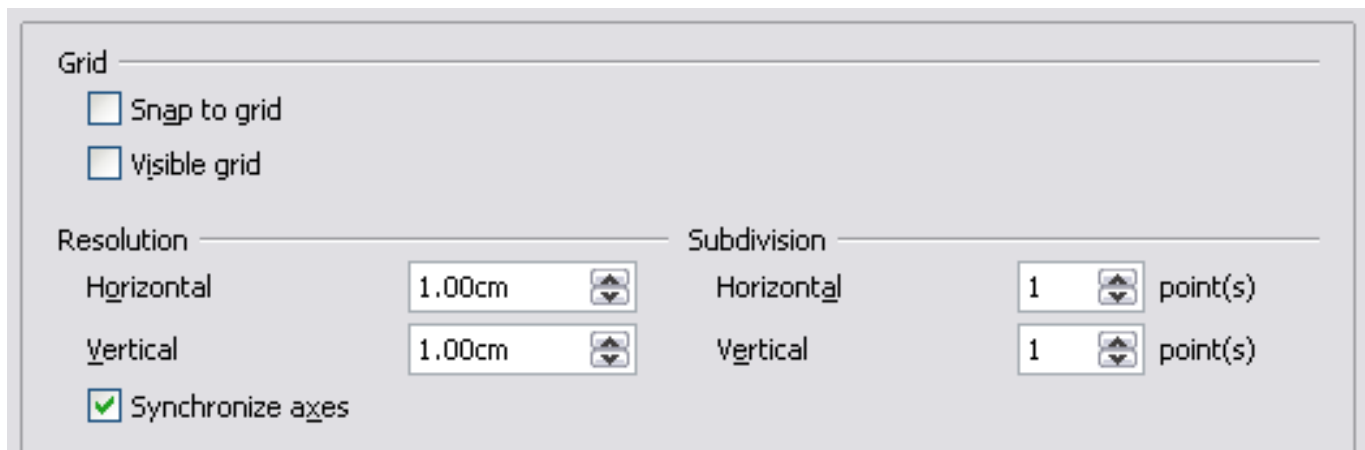 Grid
Snap to grid
Visible grid
Resolution Subdivision
Horizontal 1.00cm Horizontal 1 point(s)
Vertical 1.00cm Vertical 1 point(s)
Synchronize axes